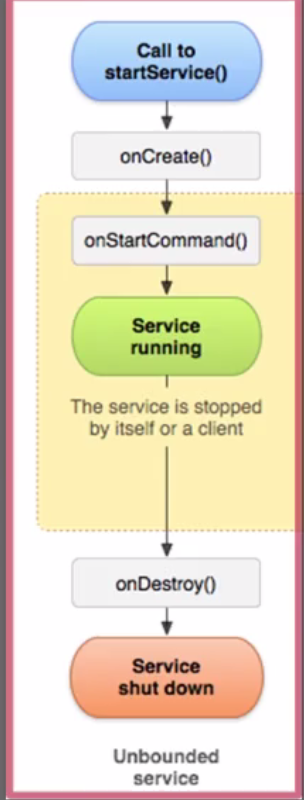 Call to
startService()
onCreate()
onStartCommand()
Service
running
The service is stopped
by itself or a client
onDestroy()
Service
shut down
Unbounded
service